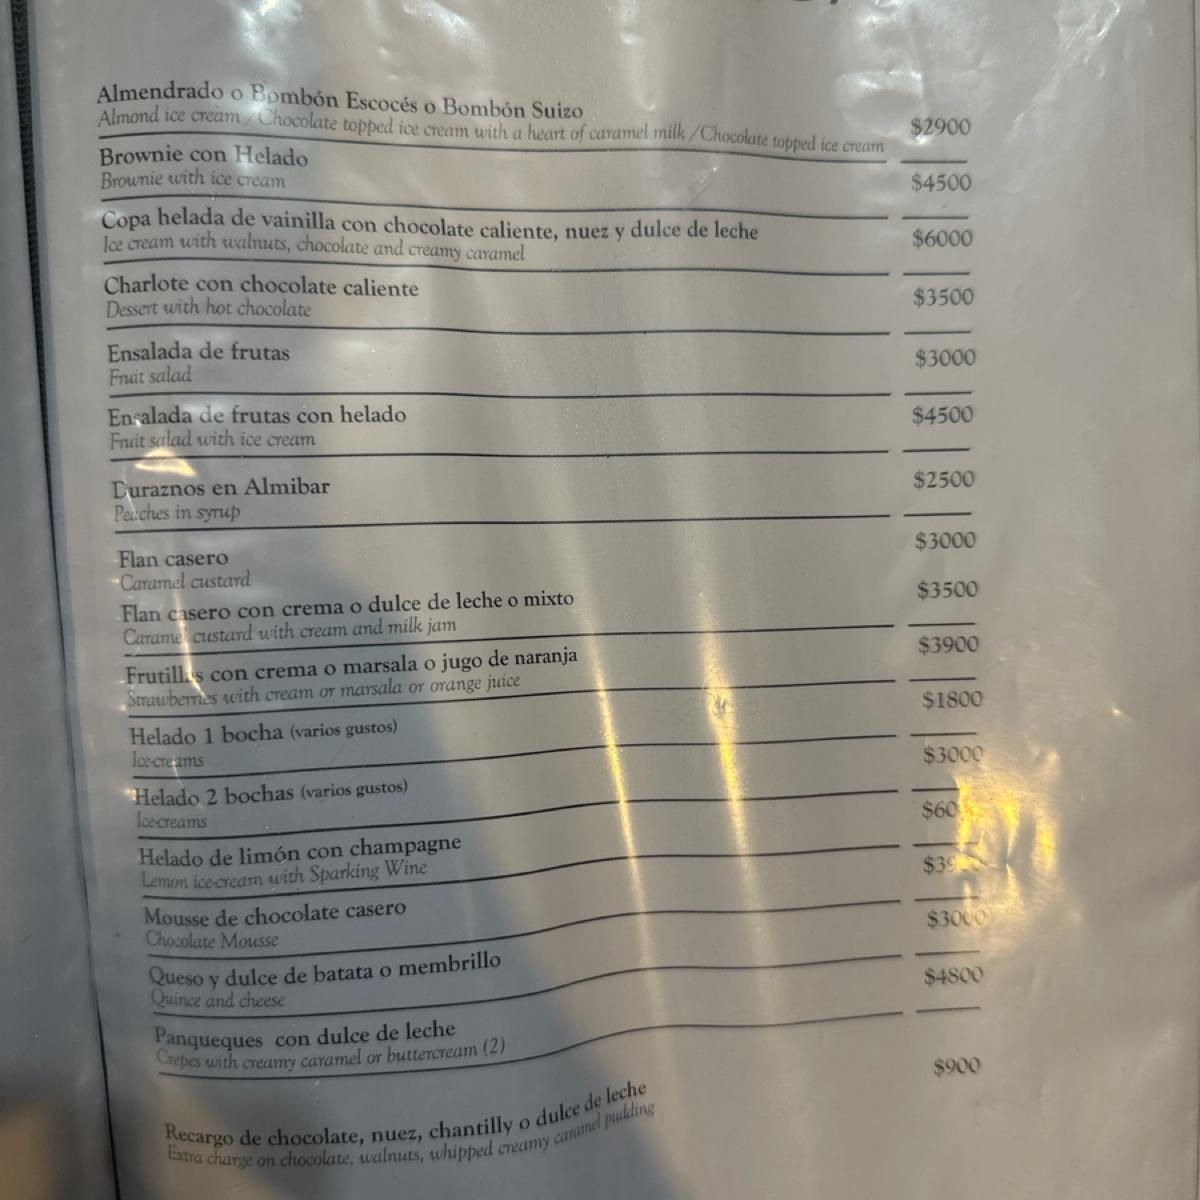 Almendrado o Bombón Escocés o Bombón Suizo
Almond ice cream / Chocolate topped ice cream with a heart of caramel milk / Chocolate topped ice cream
$2900
Brownie con Helado
Brownie with ice cream
$4500
Copa helada de vainilla con chocolate caliente, nuez y dulce de leche
Ice cream with walnuts, chocolate and creamy caramel
$6000
Charlote con chocolate caliente
Dessert with hot chocolate
$3500
Ensalada de frutas
Fruit salad
$3000
Ensalada de frutas con helado
Fruit salad with ice cream
$4500
Duraznos en Almibar
Peaches in syrup
$2500
Flan casero
Caramel custard
$3000
Flan casero con crema o dulce de leche o mixto
Caramel custard with cream and milk jam
$3500
Frutillas con crema o marsala o jugo de naranja
Strawberries with cream or marsala or orange juice
$3900
Helado 1 bocha (varios gustos)
Ice-creams
$1800
Helado 2 bochas (varios gustos)
Ice-creams
$3000
Helado de limón con champagne
Lemon ice-cream with Sparking Wine
Mousse de chocolate casero
Chocolate Mousse
Queso y dulce de batata o membrillo
Quince and cheese
$3000
Panqueques con dulce de leche
Crepes with creamy caramel or buttercream (2)
$4800
Recargo de chocolate, nuez, chantilly o dulce de leche
Extra charge on chocolate, walnuts, whipped creamy caramel pudding
$900